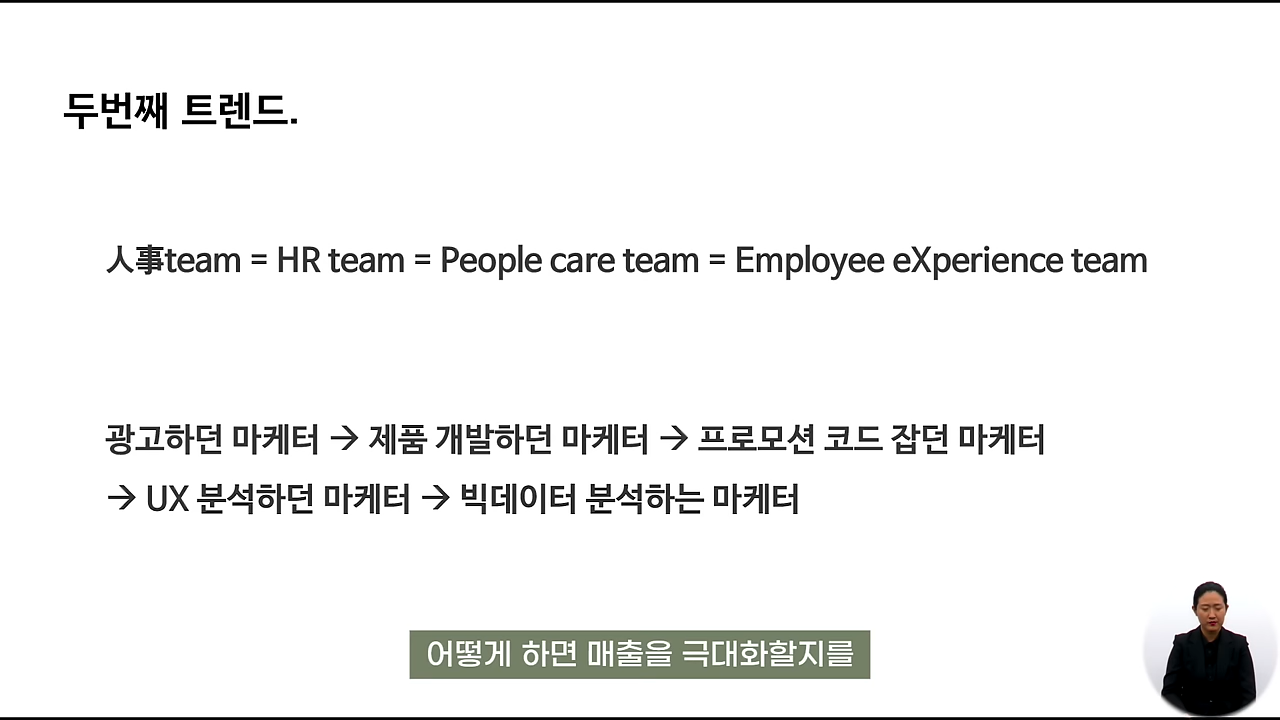 두번째 트렌드.
人事team = HR team = People care team = Employee eXperience team
광고하던 마케터 → 제품 개발하던 마케터 → 프로모션 코드 잡던 마케터
→ UX 분석하던 마케터 → 빅데이터 분석하는 마케터
어떻게 하면 매출을 극대화할지를